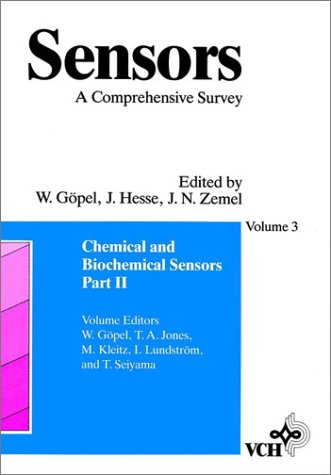 Sensors
A Comprehensive Survey
Edited by
W. Göpel, J. Hesse, J. N. Zemel
Volume 3
Chemical and
Biochemical Sensors
Part II
Volume Editors
W. Göpel, T. A. Jones,
M. Kleitz, I. Lundström,
and T. Seiyama
VCH